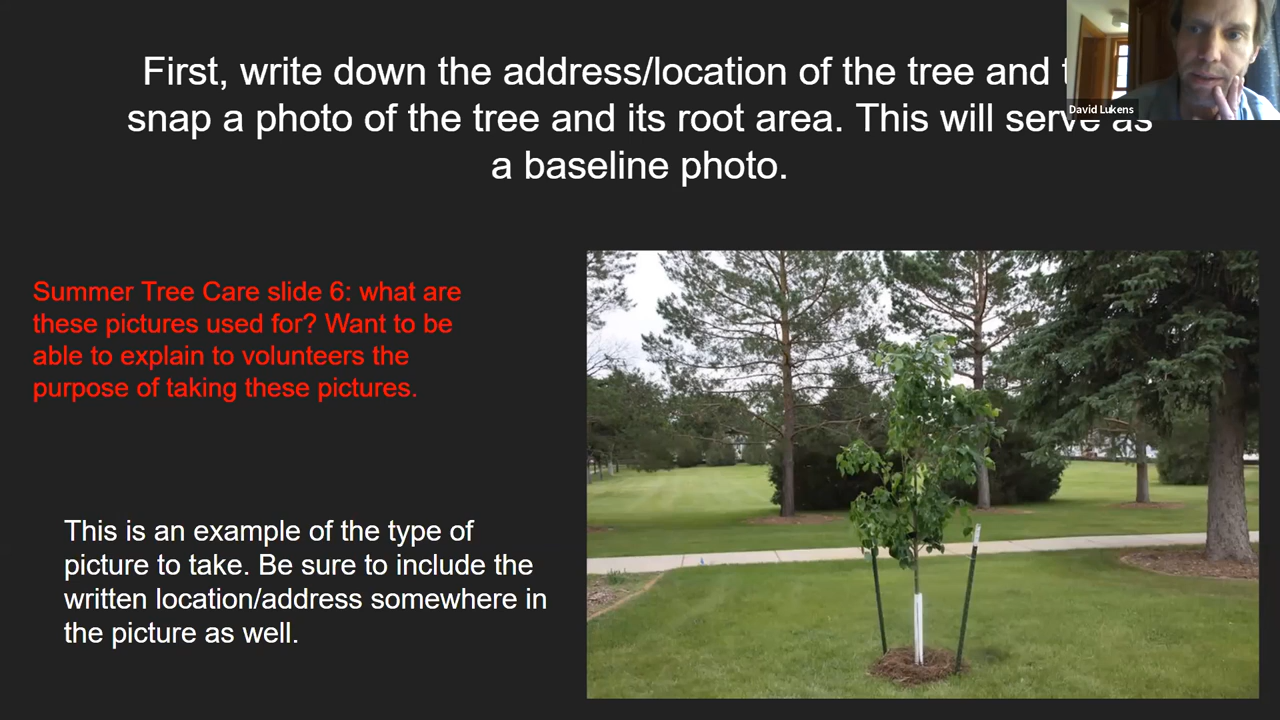 First, write down the address/location of the tree and
snap a photo of the tree and its root area. This will serve as
a baseline photo.
David Lukens
Summer Tree Care slide 6: what are
these pictures used for? Want to be
able to explain to volunteers the
purpose of taking these pictures.
This is an example of the type of
picture to take. Be sure to include the
written location/address somewhere in
the picture as well.